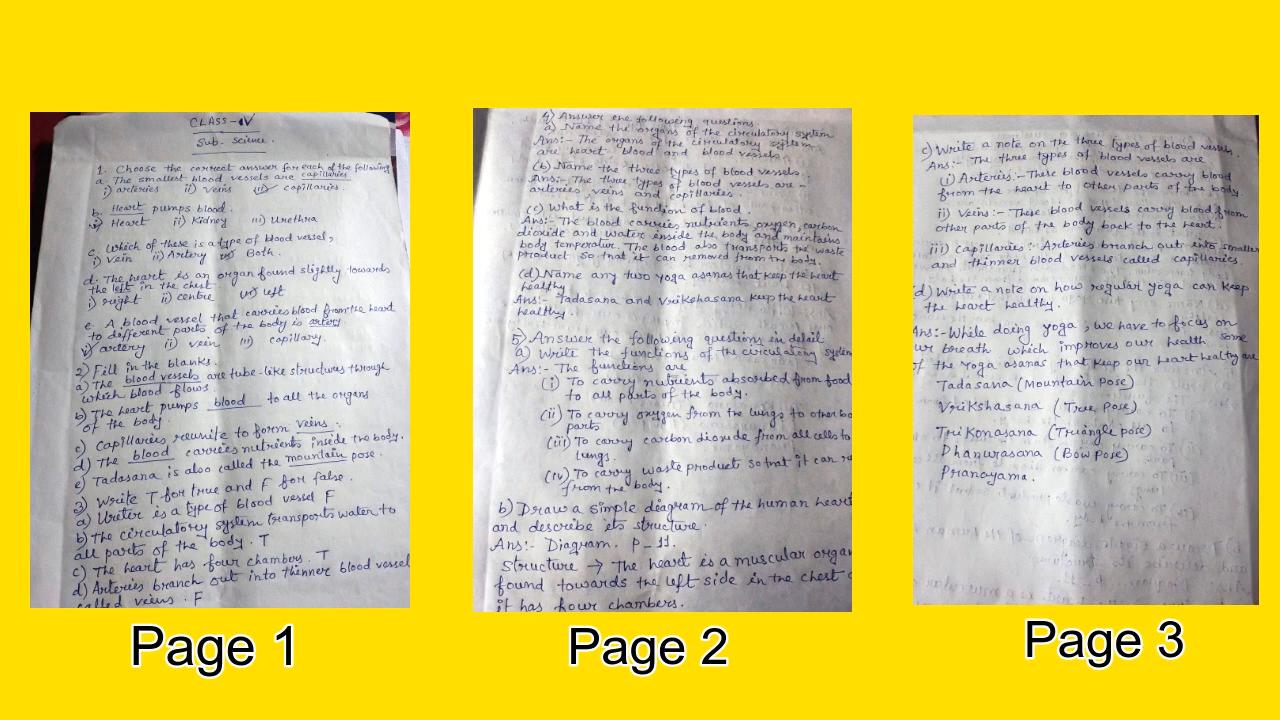 CLASS-IV
Sub. science.
1. Choose the correct answer for each of the following
a. The smallest blood vessels are capillaries.
i) arteries ii) veins iii) capillaries.
b. Heart pumps blood.
i) Heart ii) Kidney iii) Urethra
c. Which of these is a type of blood vessel,
i) Vein ii) Artery iii) Both.
d. The heart is an organ found slightly towards
the left in the chest
i) right ii) centre iii) left
e. A blood vessel that carries blood from the heart
to different parts of the body is artery
i) artery ii) vein iii) capillary.
2) Fill in the blanks.
a) The blood vessels are tube-like structures through
which blood flows
b) The heart pumps blood to all the organs
of the body.
c) Capillaries reunite to form veins.
d) The blood carries nutrients inside the body.
e) Tadasana is also called the mountain pose.
3) Write T for true and F for false.
a) Ureter is a type of blood vessel F
b) the circulatory system transports water to
all parts of the body. T
c) The heart has four chambers. T
d) Arteries branch out into thinner blood vessel
called veins. F
Page 1
4) Answer the following questions.
a) Name the organs of the circulatory system
Ans:- The organs of the circulatory system
are heart blood and blood vessels.
(b) Name the three types of blood vessels.
Ans:- The three types of blood vessels are -
arteries veins and capillaries.
(c) What is the function of blood.
Ans:- The blood carries nutrients oxygen, carbon
dioxide and water inside the body and maintains
body temperatur. The blood also transports the waste
product so that it can removed from the body.
(d) Name any two yoga asanas that keep the heart
healthy
Ans:- Tadasana and Vrikshasana keep the heart
healthy.
5) Answer the following questions in detail
a) Write the functions of the circulatory system
Ans:- The functions are
(i) To carry nutrients absorbed from food
to all parts of the body.
(ii) To carry oxygen from the lungs to other bo
parts
(iii) To carry carbon dioxide from all cells to
lungs.
(iv) To carry waste products so that it can re
from the body.
b) Draw a simple diagram of the human heart
and describe its structure.
Ans:- Diagram. P-11.
Structure → The heart is a muscular organ
found towards the left side in the chest
it has four chambers.
Page 2
c) Write a note on the three types of blood vessels.
Ans:- The three types of blood vessels are
(i) Arteries:- These blood vessels carry blood
from the heart to other parts of the body
ii) Veins:- These blood vessels carry blood from
other parts of the body back to the heart.
iii) Capillaries:- Arteries branch out into smaller
and thinner blood vessels called capillaries.
(d) Write a note on how regular yoga can keep
the heart healthy.
Ans:- While doing yoga, we have to focus on
ur breath which improves our health some
of the yoga asanas that keep our heart healthy are
Tadasana (Mountain pose)
Vrikshasana (True pose)
Trikonasana (Triangle pose)
Dhanurasana (Bow pose)
Pranayama.
Page 3